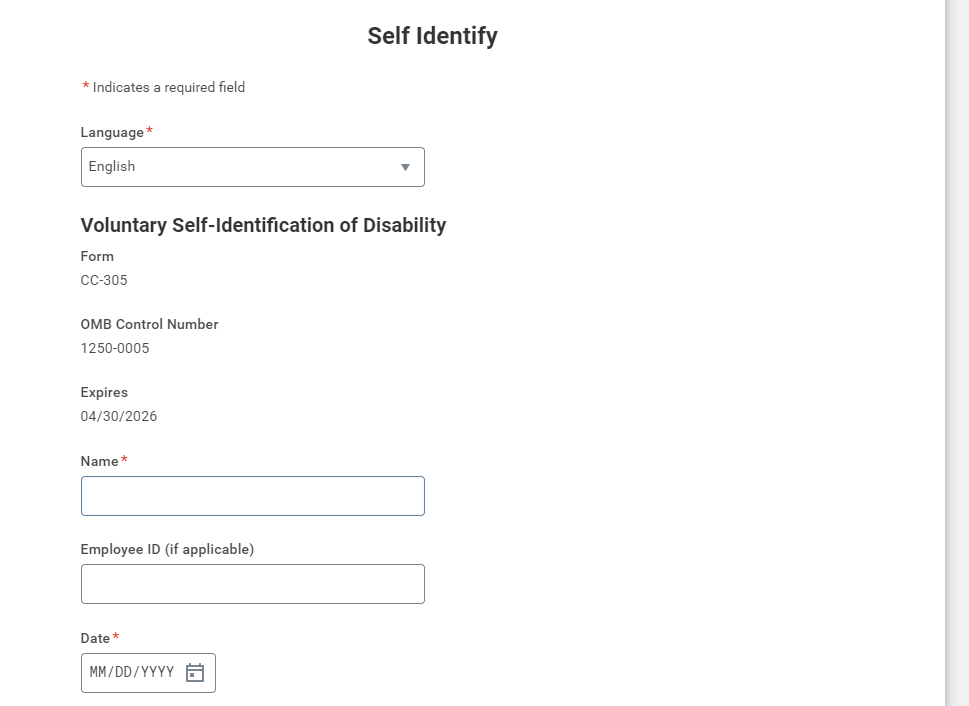 Self Identify
* Indicates a required field
Language*
English
Voluntary Self-Identification of Disability
Form
CC-305
OMB Control Number
1250-0005
Expires
04/30/2026
Name*
Employee ID (if applicable)
Date*
MM/DD/YYYY